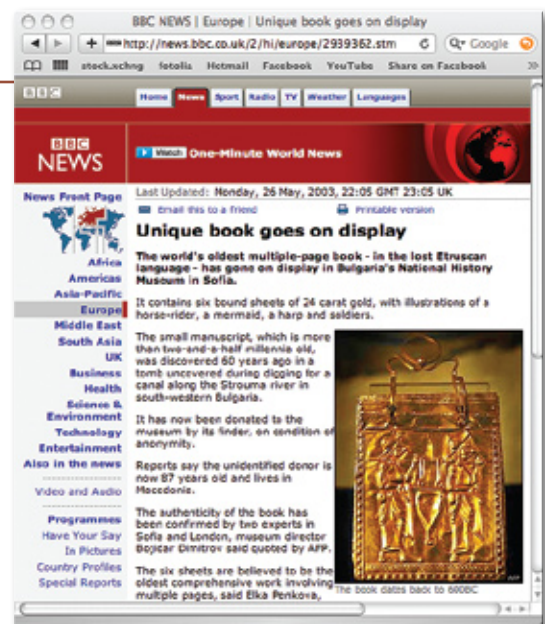 BBC NEWS | Europe | Unique book goes on display
http://news.bbc.co.uk/2/hi/europe/2939362.stm
Google
stock.xchng fotolia Hotmail Facebook YouTube Share on Facebook
BBC
Home News Sport Radio TV Weather Languages
BBC
NEWS
Watch One-Minute World News
News Front Page
Africa
Americas
Asia-Pacific
Europe
Middle East
South Asia
UK
Business
Health
Science &
Environment
Technology
Entertainment
Also in the news
Video and Audio
Programmes
Have Your Say
In Pictures
Country Profiles
Special Reports
Last Updated: Monday, 26 May, 2003, 22:05 GMT 23:05 UK
Email this to a friend
Printable version
Unique book goes on display
The world's oldest multiple-page book - in the lost Etruscan
language - has gone on display in Bulgaria's National History
Museum in Sofia.
It contains six bound sheets of 24 carat gold, with illustrations of a
horse-rider, a mermaid, a harp and soldiers.
The small manuscript, which is more
than two-and-a-half millennia old,
was discovered 60 years ago in a
tomb uncovered during digging for a
canal along the Strouma river in
south-western Bulgaria.
It has now been donated to the
museum by its finder, on condition of
anonymity.
Reports say the unidentified donor is
now 87 years old and lives in
Macedonia.
The authenticity of the book has
been confirmed by two experts in
Sofia and London, museum director
Bojidar Dimitrov said quoted by AFP.
The six sheets are believed to be the
oldest comprehensive work involving
multiple pages, said Elka Penkova,
AFP
The book dates back to 600BC